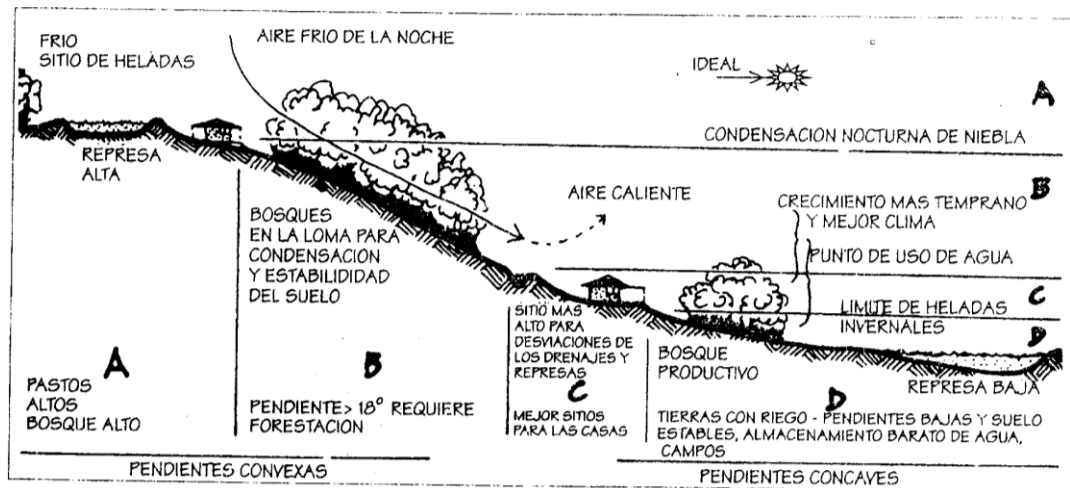 FRIO
SITIO DE HELADAS
AIRE FRIO DE LA NOCHE
IDEAL
A
CONDENSACION NOCTURNA DE NIEBLA
REPRESA
ALTA
AIRE CALIENTE
B
CRECIMIENTO MAS TEMPRANO
Y MEJOR CLIMA
PUNTO DE USO DE AGUA
BOSQUES
EN LA LOMA PARA
CONDENSACION
Y ESTABILIDIDAD
DEL SUELO
C
LIMITE DE HELADAS
INVERNALES
D
SITIO MAS
ALTO PARA
DESVIACIONES DE
LOS DRENAJES Y
REPRESAS
BOSQUE
PRODUCTIVO
REPRESA BAJA
A
PASTOS
ALTOS
BOSQUE ALTO
B
PENDIENTE > 18° REQUIERE
FORESTACION
C
MEJOR SITIOS
PARA LAS CASAS
D
TIERRAS CON RIEGO - PENDIENTES BAJAS Y SUELO
ESTABLES, ALMACENAMIENTO BARATO DE AGUA,
CAMPOS
PENDIENTES CONVEXAS
PENDIENTES CONCAVES